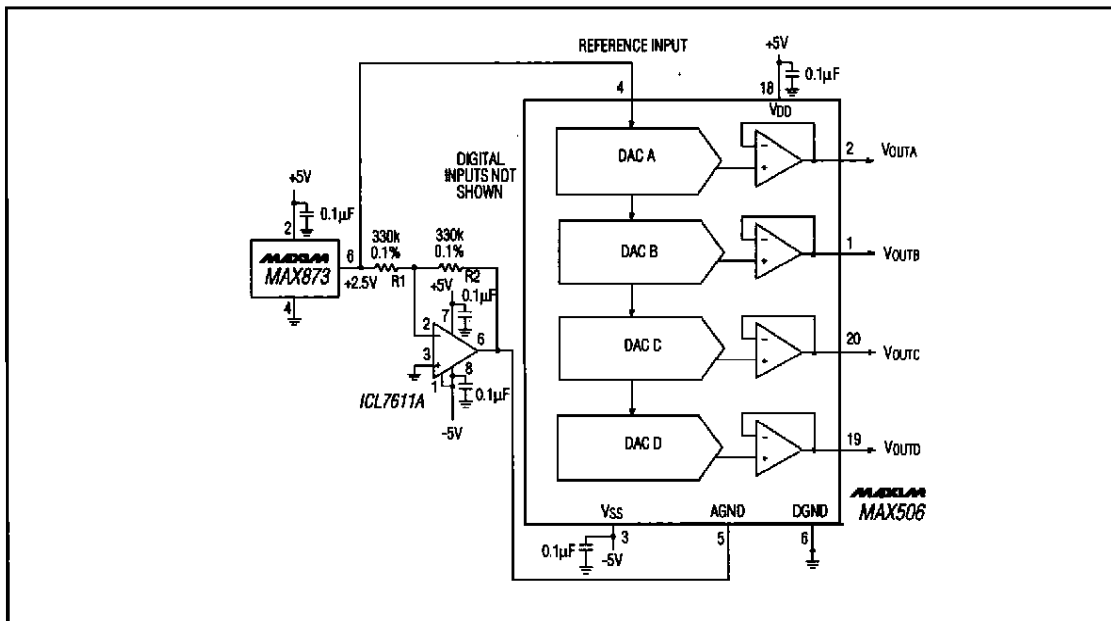 REFERENCE INPUT
+5V
0.1µF
4
18
VDD
DIGITAL
INPUTS NOT
SHOWN
DAC A
2
VOUTA
+5V
0.1µF
2
DAC B
1
VOUTB
MAXIM
MAX873
6
+2.5V
4
330k
0.1%
R1
330k
0.1%
R2
+5V
0.1µF
7
2
6
3
8
1
0.1µF
ICL7611A
-5V
DAC C
20
VOUTC
DAC D
19
VOUTD
MAXIM
MAX506
VSS
AGND
DGND
3
5
6
0.1µF
-5V